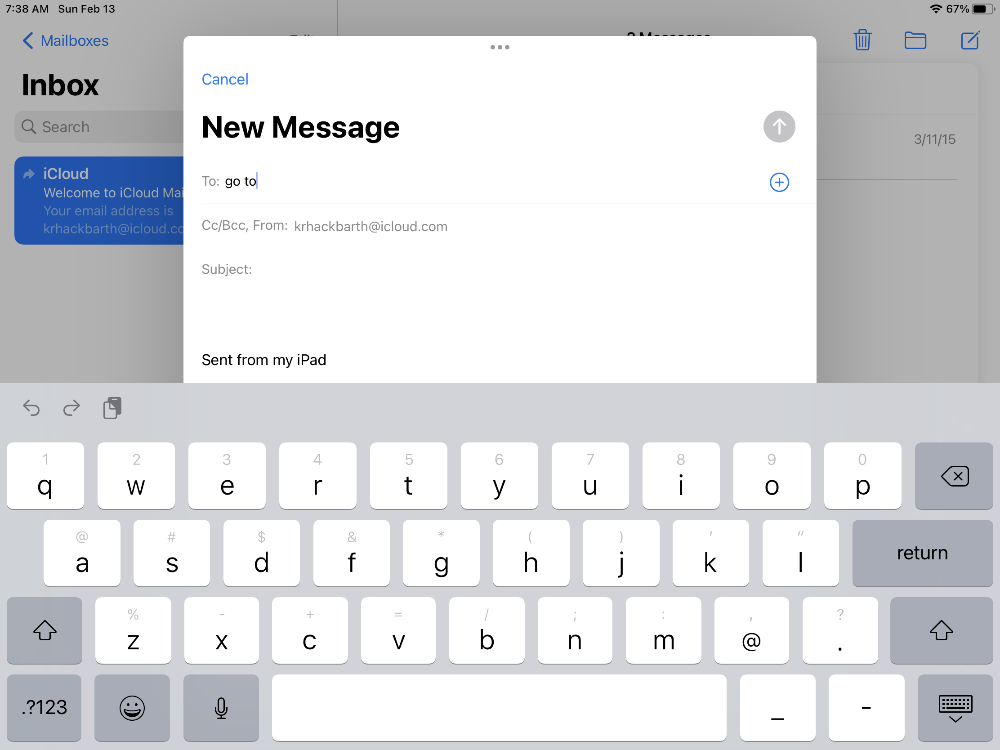 7:38 AM Sun Feb 13
67%
Mailboxes
Inbox
Search
iCloud
Welcome to iCloud Mai
Your email address is
krhackbarth@icloud.co
3/11/15
Cancel
New Message
To: go to
Cc/Bcc, From: krhackbarth@icloud.com
Subject:
Sent from my iPad
1 2 3 4 5 6 7 8 9 0
q w e r t y u i o p
@ # $ & * ( ) ' "
a s d f g h j k l return
% - + = / ; : , ?
z x c v b n m @ .
.?123 _ -